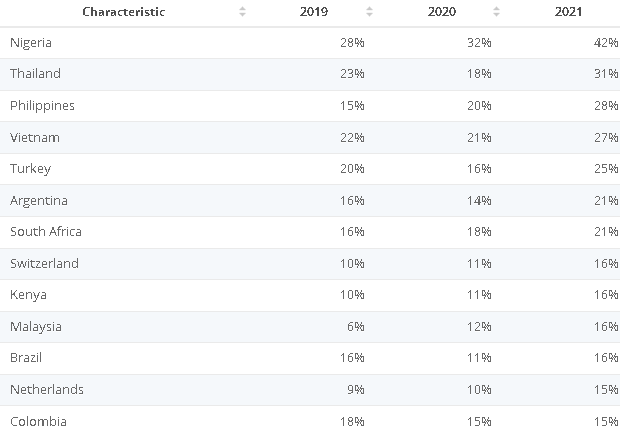 Characteristic 2019 2020 2021
Nigeria 28% 32% 42%
Thailand 23% 18% 31%
Philippines 15% 20% 28%
Vietnam 22% 21% 27%
Turkey 20% 16% 25%
Argentina 16% 14% 21%
South Africa 16% 18% 21%
Switzerland 10% 11% 16%
Kenya 10% 11% 16%
Malaysia 6% 12% 16%
Brazil 16% 11% 16%
Netherlands 9% 10% 15%
Colombia 18% 15% 15%